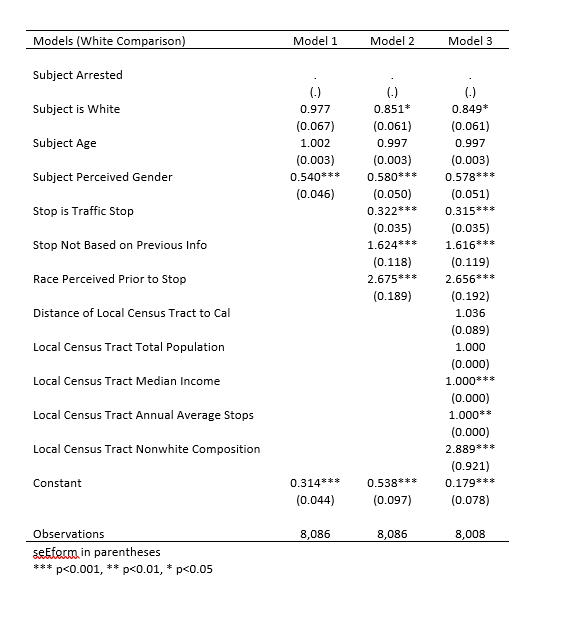 Models (White Comparison) Model 1 Model 2 Model 3
Subject Arrested . . .
(.) (.) (.)
Subject is White 0.977 0.851* 0.849*
(0.067) (0.061) (0.061)
Subject Age 1.002 0.997 0.997
(0.003) (0.003) (0.003)
Subject Perceived Gender 0.540*** 0.580*** 0.578***
(0.046) (0.050) (0.051)
Stop is Traffic Stop 0.322*** 0.315***
(0.035) (0.035)
Stop Not Based on Previous Info 1.624*** 1.616***
(0.118) (0.119)
Race Perceived Prior to Stop 2.675*** 2.656***
(0.189) (0.192)
Distance of Local Census Tract to Cal 1.036
(0.089)
Local Census Tract Total Population 1.000
(0.000)
Local Census Tract Median Income 1.000***
(0.000)
Local Census Tract Annual Average Stops 1.000**
(0.000)
Local Census Tract Nonwhite Composition 2.889***
(0.921)
Constant 0.314*** 0.538*** 0.179***
(0.044) (0.097) (0.078)
Observations 8,086 8,086 8,008
seEform in parentheses
*** p<0.001, ** p<0.01, * p<0.05